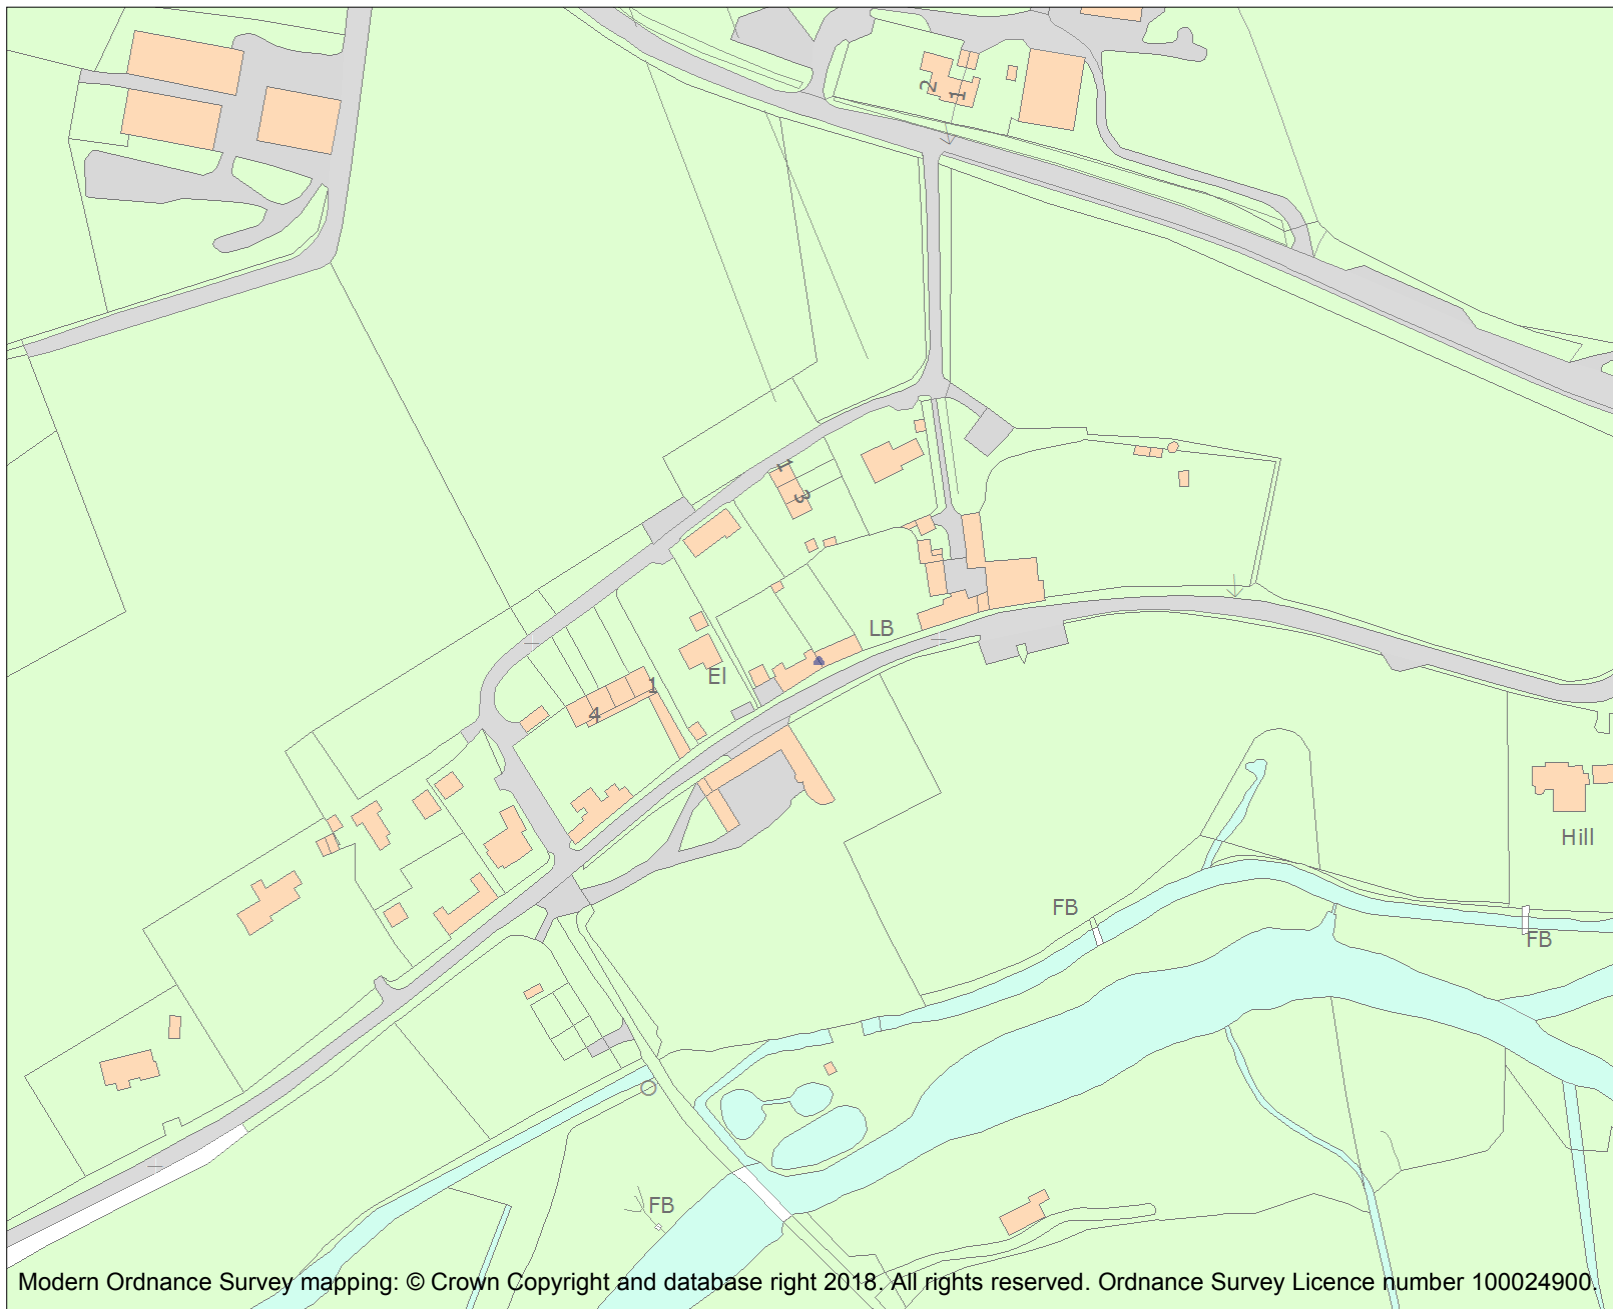 2
1
1
3
LB
El
1
4
Hill
FB
FB
FB
Modern Ordnance Survey mapping: © Crown Copyright and database right 2018. All rights reserved. Ordnance Survey Licence number 100024900.